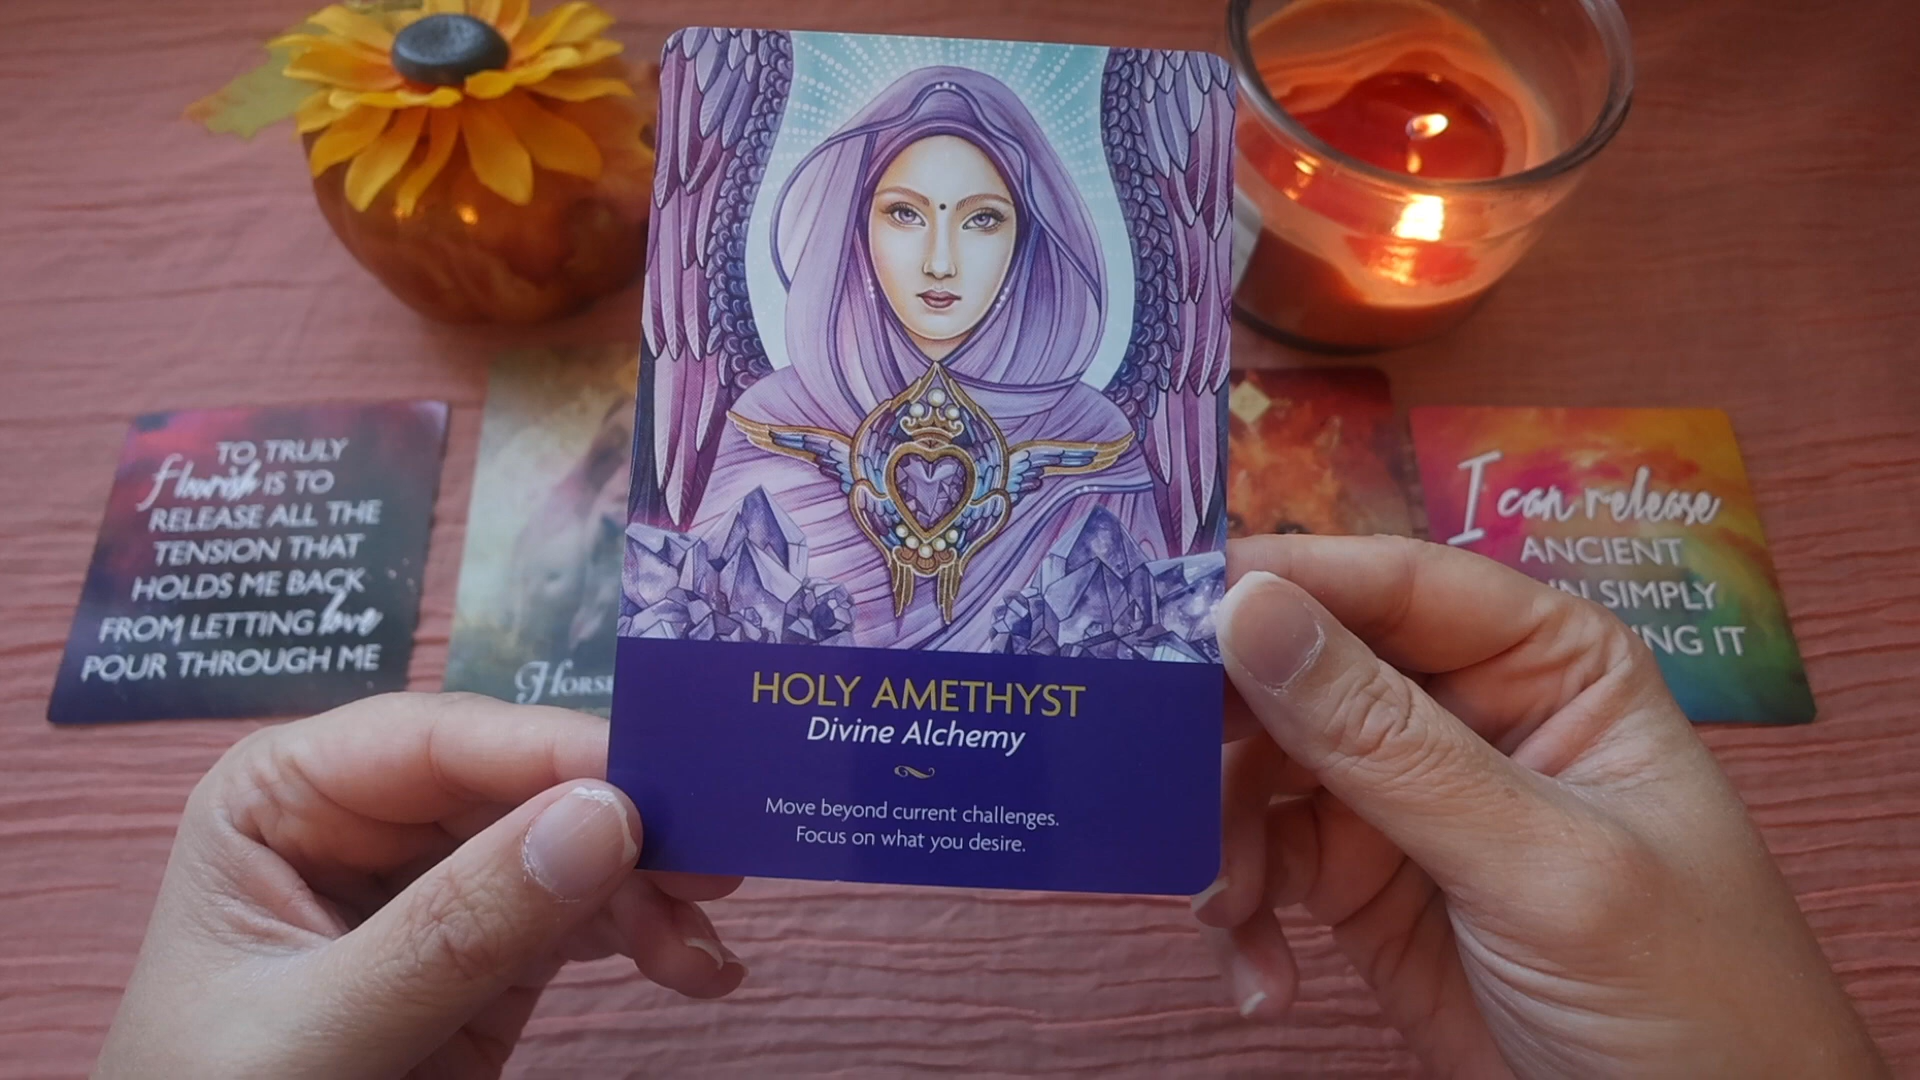 TO TRULY
flourish IS TO
RELEASE ALL THE
TENSION THAT
HOLDS ME BACK
FROM LETTING love
POUR THROUGH ME
HOLY AMETHYST
Divine Alchemy
Move beyond current challenges.
Focus on what you desire.
I can release
ANCIENT
SIMPLY
IT